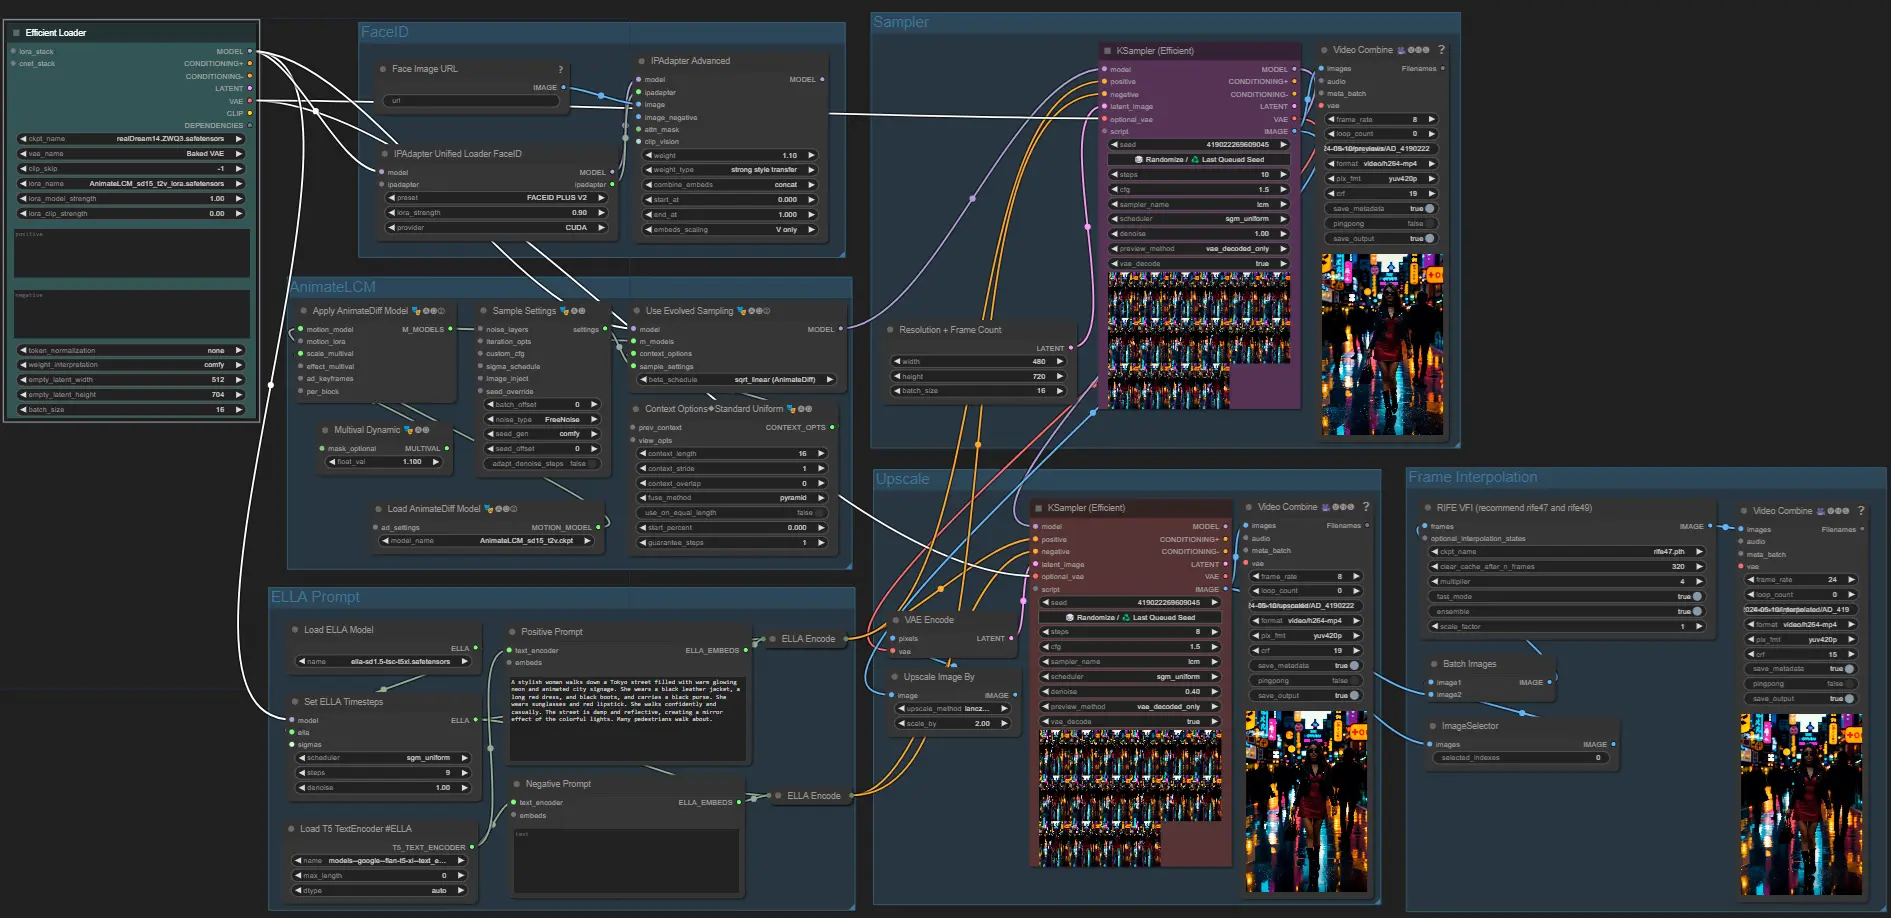 Efficient Loader
lora_stack
cnet_stack
MODEL
CONDITIONING+
CONDITIONING-
LATENT
VAE
CLIP
DEPENDENCIES
ckpt_name realDream14.ZWQ3.safetensors
vae_name Baked VAE
clip_skip -1
lora_name AnimateLCM_sd15_t2v_lora.safetensors
lora_model_strength 1.00
lora_clip_strength 0.00
positive
negative
token_normalization none
weight_interpretation comfy
empty_latent_width 512
empty_latent_height 704
batch_size 16
FaceID
Face Image URL ?
IMAGE
url
IPAdapter Unified Loader FaceID
model MODEL
ipadapter ipadapter
preset FACEID PLUS V2
lora_strength 0.90
provider CUDA
IPAdapter Advanced
model MODEL
ipadapter
image
image_negative
attn_mask
clip_vision
weight 1.10
weight_type strong style transfer
combine_embeds concat
start_at 0.000
end_at 1.000
embeds_scaling V only
AnimateLCM
Apply AnimateDiff Model
motion_model M_MODELS
motion_lora
scale_multival
effect_multival
ad_keyframes
per_block
Multival Dynamic
mask_optional MULTIVAL
float_val 1.100
Load AnimateDiff Model
ad_settings MOTION_MODEL
model_name AnimateLCM_sd15_t2v.ckpt
Sample Settings
noise_layers settings
iteration_opts
custom_cfg
sigma_schedule
image_inject
seed_override
batch_offset 0
noise_type FreeNoise
seed_gen comfy
seed_offset 0
adapt_denoise_steps false
Use Evolved Sampling
model MODEL
m_models
context_options
sample_settings
beta_schedule sqrt_linear (AnimateDiff)
Context Options◆Standard Uniform
prev_context CONTEXT_OPTS
view_opts
context_length 16
context_stride 1
context_overlap 0
fuse_method pyramid
use_on_equal_length false
start_percent 0.000
guarantee_steps 1
ELLA Prompt
Load ELLA Model
ELLA
name ella-sd1.5-tsc-t5xl.safetensors
Set ELLA Timesteps
model ELLA
ella
sigmas
scheduler sgm_uniform
steps 9
denoise 1.00
Load T5 TextEncoder #ELLA
T5_TEXT_ENCODER
name models--google--flan-t5-xl--text_e...
max_length 0
dtype auto
Positive Prompt
text_encoder ELLA_EMBEDS
embeds
A stylish woman walks down a Tokyo street filled with warm glowing
neon and animated city signage. She wears a black leather jacket, a
long red dress, and black boots, and carries a black purse. She
wears sunglasses and red lipstick. She walks confidently and
casually. The street is damp and reflective, creating a mirror
effect of the colorful lights. Many pedestrians walk about.
Negative Prompt
text_encoder ELLA_EMBEDS
embeds
text
ELLA Encode
ELLA Encode
Sampler
Resolution + Frame Count
LATENT
width 480
height 720
batch_size 16
KSampler (Efficient)
model MODEL
positive CONDITIONING+
negative CONDITIONING-
latent_image LATENT
optional_vae VAE
script IMAGE
seed 419022269609045
Randomize / Last Queued Seed
steps 10
cfg 1.5
sampler_name lcm
scheduler sgm_uniform
denoise 1.00
preview_method vae_decoded_only
vae_decode true
Video Combine ?
images Filenames
audio
meta_batch
vae
frame_rate 8
loop_count 0
24-05-10/previews/AD_4190222
format video/h264-mp4
pix_fmt yuv420p
crf 19
save_metadata true
pingpong false
save_output true
Upscale
VAE Encode
pixels LATENT
vae
Upscale Image By
image IMAGE
upscale_method lancz...
scale_by 2.00
KSampler (Efficient)
model MODEL
positive CONDITIONING+
negative CONDITIONING-
latent_image LATENT
optional_vae VAE
script IMAGE
seed 419022269609045
Randomize / Last Queued Seed
steps 8
cfg 1.5
sampler_name lcm
scheduler sgm_uniform
denoise 0.40
preview_method vae_decoded_only
vae_decode true
Video Combine ?
images Filenames
audio
meta_batch
vae
frame_rate 8
loop_count 0
24-05-10/upscaled/AD_4190222
format video/h264-mp4
pix_fmt yuv420p
crf 19
save_metadata true
pingpong false
save_output true
Frame Interpolation
RIFE VFI (recommend rife47 and rife49)
frames IMAGE
optional_interpolation_states
ckpt_name rife47.pth
clear_cache_after_n_frames 320
multiplier 4
fast_mode true
ensemble true
scale_factor 1
Batch Images
image1 IMAGE
image2
ImageSelector
images IMAGE
selected_indexes 0
Video Combine ?
images Filenames
audio
meta_batch
vae
frame_rate 24
loop_count 0
format video/h264-mp4
pix_fmt yuv420p
crf 15
save_metadata true
pingpong false
save_output true